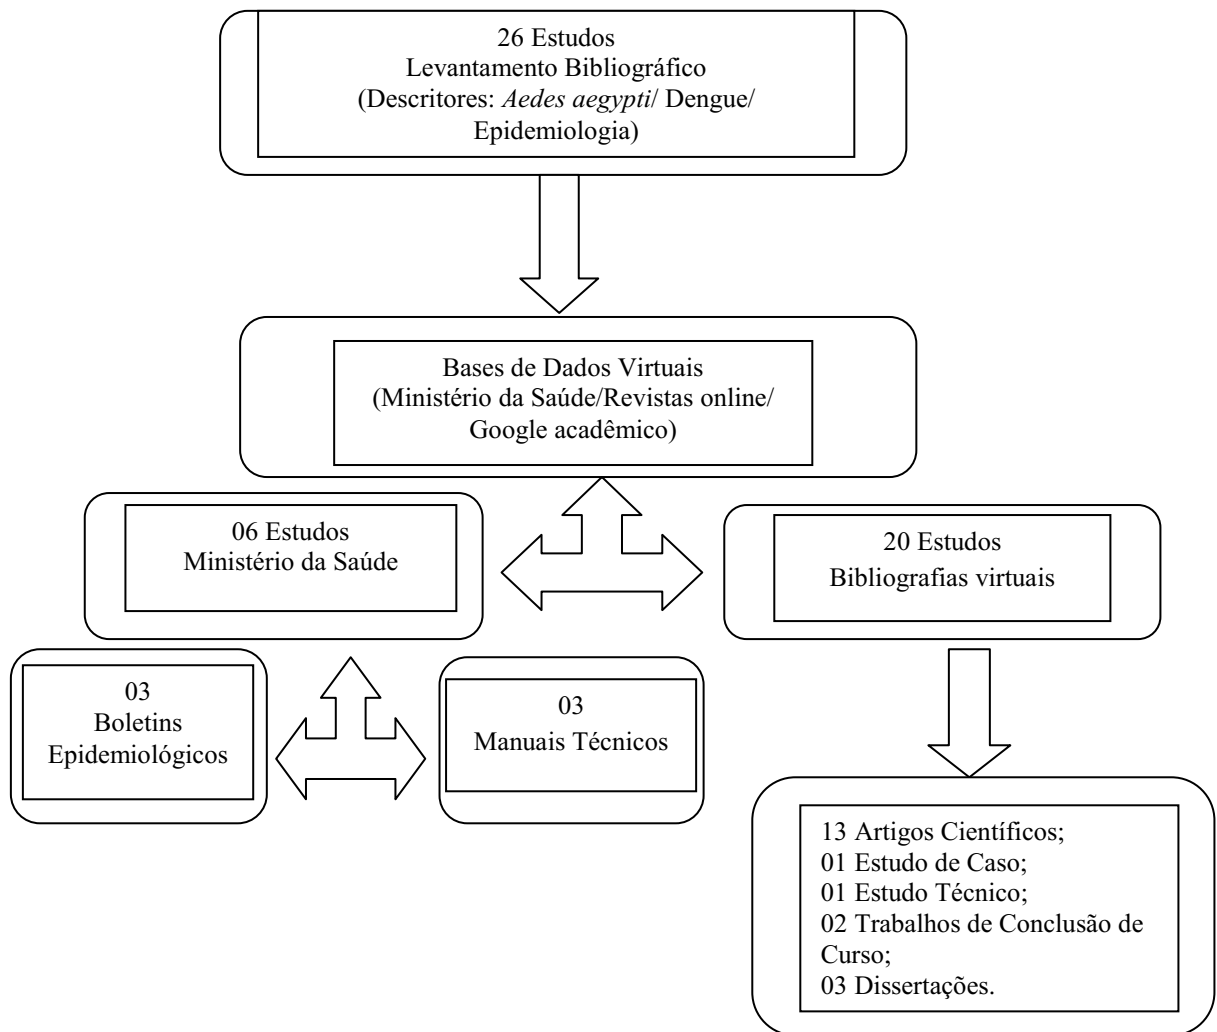 26 Estudos
Levantamento Bibliográfico
(Descritores: Aedes aegypti/ Dengue/
Epidemiologia)
Bases de Dados Virtuais
(Ministério da Saúde/Revistas online/
Google acadêmico)
06 Estudos
Ministério da Saúde
20 Estudos
Bibliografias virtuais
03
Boletins
Epidemiológicos
03
Manuais Técnicos
13 Artigos Científicos;
01 Estudo de Caso;
01 Estudo Técnico;
02 Trabalhos de Conclusão de
Curso;
03 Dissertações.